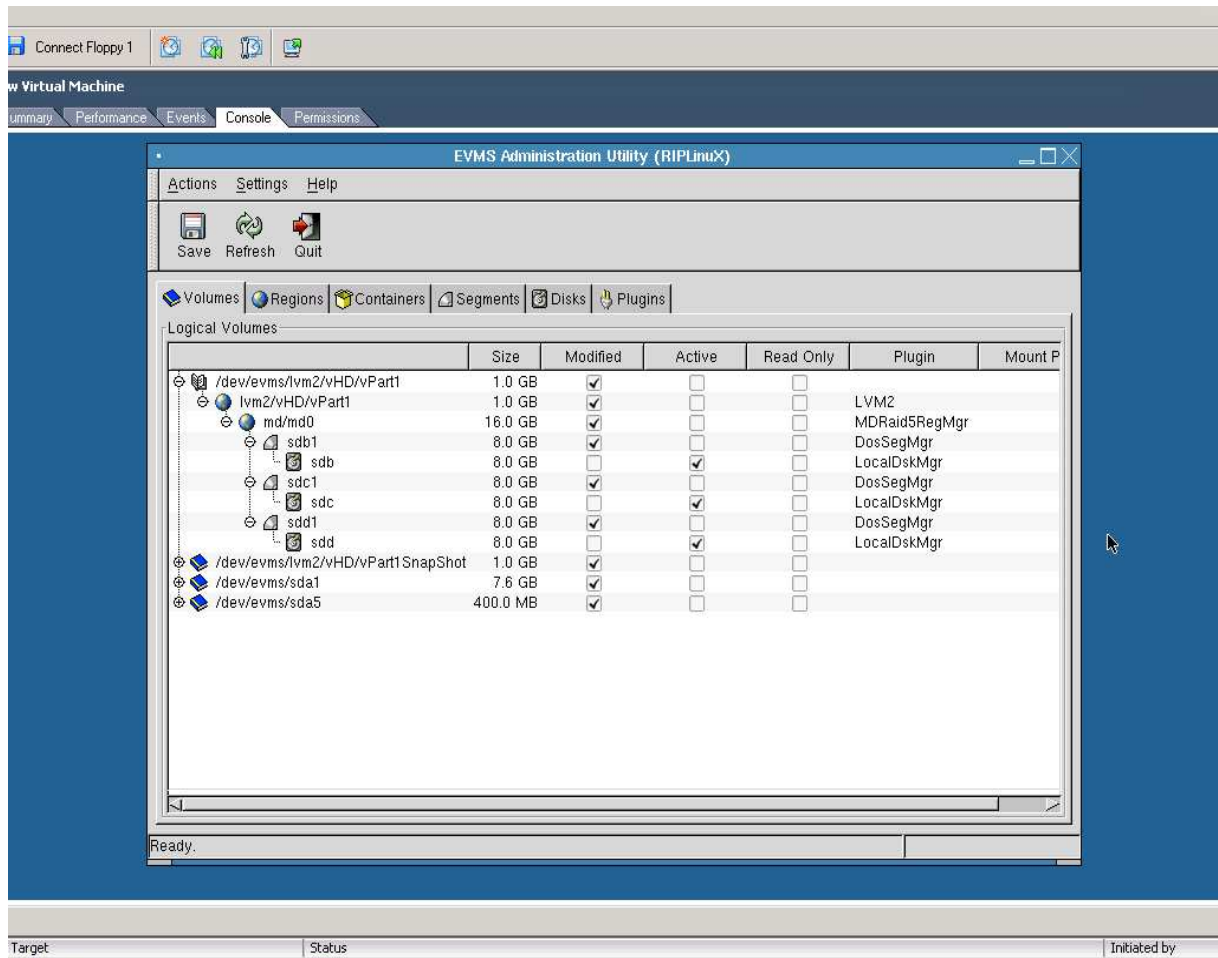 Connect Floppy 1
w Virtual Machine
ummary Performance Events Console Permissions
EVMS Administration Utility (RIPLinuX)
Actions Settings Help
Save Refresh Quit
Volumes Regions Containers Segments Disks Plugins
Logical Volumes
Size Modified Active Read Only Plugin Mount P
/dev/evms/lvm2/vHD/vPart1 1.0 GB
lvm2/vHD/vPart1 1.0 GB LVM2
md/md0 16.0 GB MDRaid5RegMgr
sdb1 8.0 GB DosSegMgr
sdb 8.0 GB LocalDskMgr
sdc1 8.0 GB DosSegMgr
sdc 8.0 GB LocalDskMgr
sdd1 8.0 GB DosSegMgr
sdd 8.0 GB LocalDskMgr
/dev/evms/lvm2/vHD/vPart1SnapShot 1.0 GB
/dev/evms/sda1 7.6 GB
/dev/evms/sda5 400.0 MB
Ready.
Target Status Initiated by